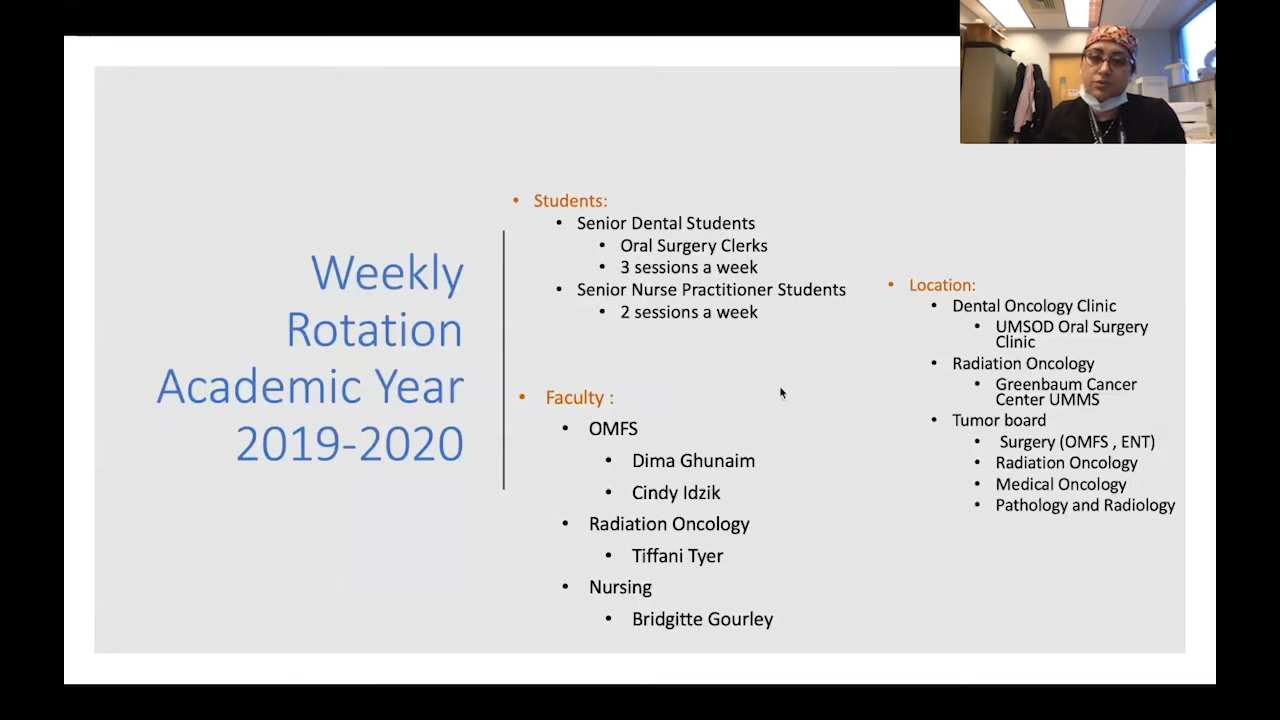 Weekly
Rotation
Academic Year
2019-2020
• Students:
• Senior Dental Students
• Oral Surgery Clerks
• 3 sessions a week
• Senior Nurse Practitioner Students
• 2 sessions a week
• Faculty :
• OMFS
• Dima Ghunaim
• Cindy Idzik
• Radiation Oncology
• Tiffani Tyer
• Nursing
• Bridgitte Gourley
• Location:
• Dental Oncology Clinic
• UMSOD Oral Surgery
Clinic
• Radiation Oncology
• Greenbaum Cancer
Center UMMS
• Tumor board
• Surgery (OMFS , ENT)
• Radiation Oncology
• Medical Oncology
• Pathology and Radiology